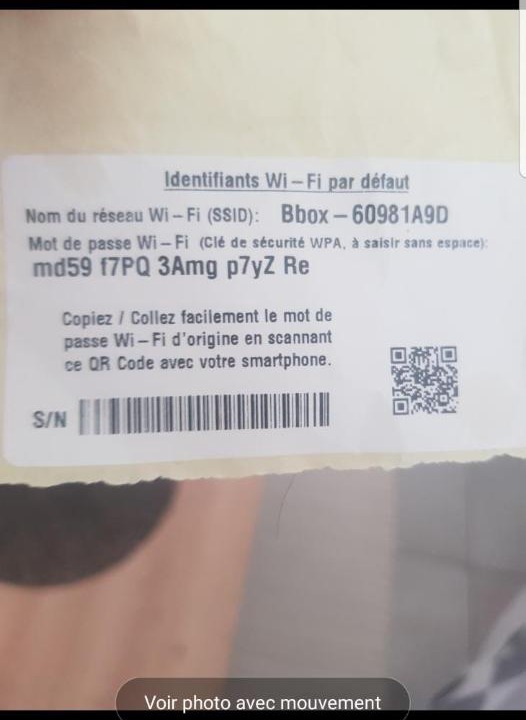 Identifiants Wi-Fi par défaut
Nom du réseau Wi-Fi (SSID): Bbox-60981A9D
Mot de passe Wi-Fi (Clé de sécurité WPA, à saisir sans espace):
md59 f7PQ 3Amg p7yZ Re
Copiez / Collez facilement le mot de
passe Wi-Fi d'origine en scannant
ce QR Code avec votre smartphone.
S/N
Voir photo avec mouvement